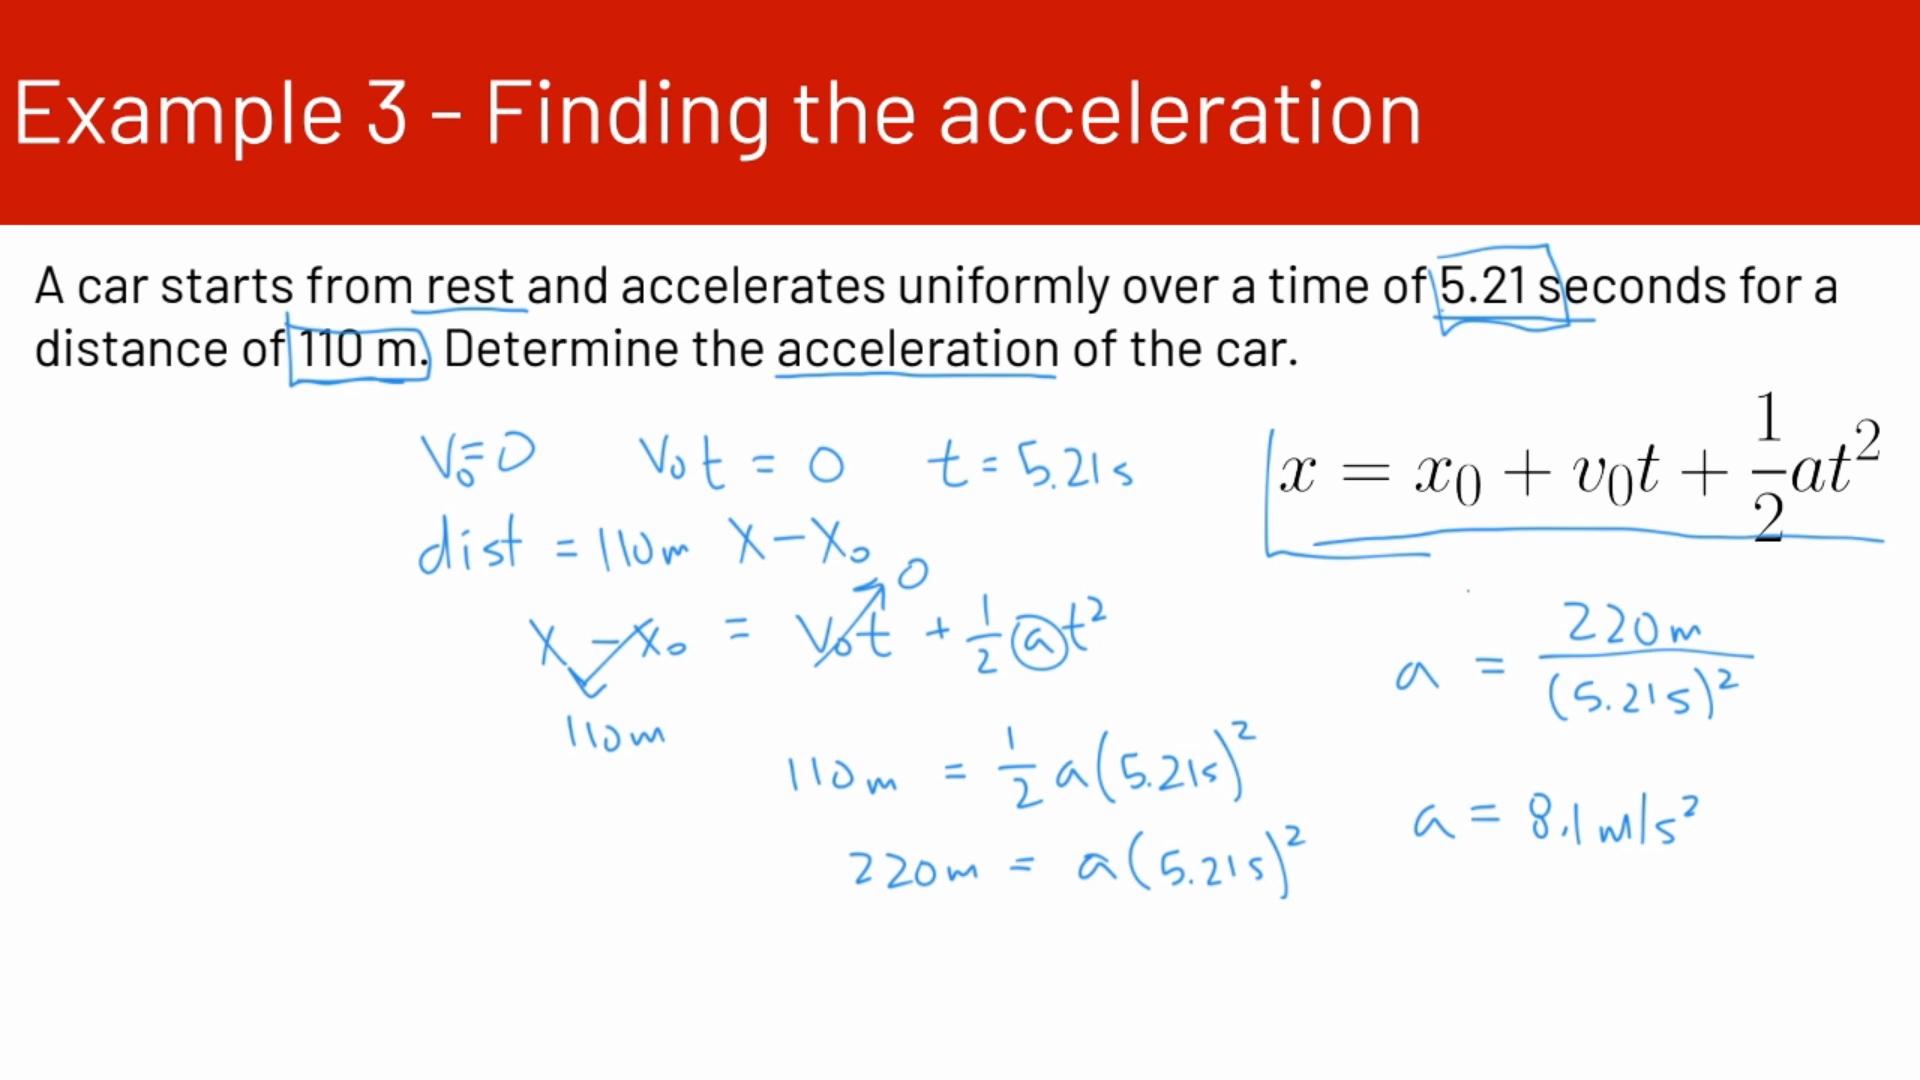 Example 3 - Finding the acceleration
A car starts from rest and accelerates uniformly over a time of 5.21 seconds for a
distance of 110 m. Determine the acceleration of the car.
v₀=0 v₀t = 0 t = 5.21s
x = x₀ + v₀t + 1/2 at²
dist = 110m x-x₀
x - x₀ = v₀t + 1/2 at²
0
110m
a = 220m/(5.21s)²
110m = 1/2 a(5.21s)²
a = 8.1 m/s²
220m = a(5.21s)²